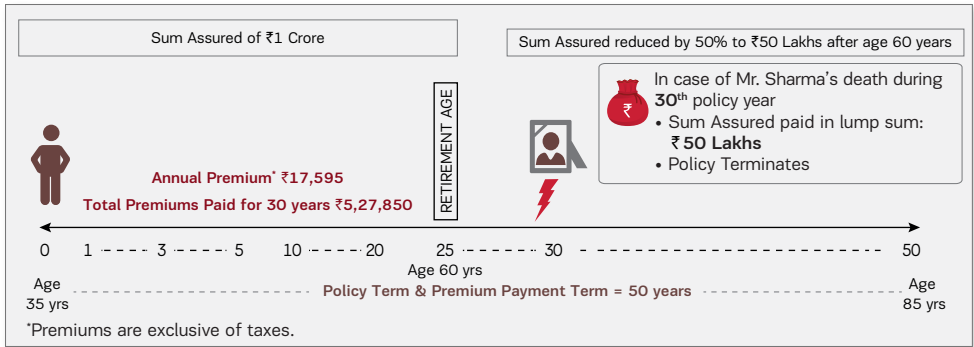 Sum Assured of ₹1 Crore
Sum Assured reduced by 50% to ₹50 Lakhs after age 60 years
In case of Mr. Sharma's death during
30th policy year
• Sum Assured paid in lump sum:
₹50 Lakhs
• Policy Terminates
₹
RETIREMENT AGE
Annual Premium* ₹17,595
Total Premiums Paid for 30 years ₹5,27,850
0 1 3 5 10 20 25 30 50
Age 60 yrs
Age
35 yrs
Policy Term & Premium Payment Term = 50 years
Age
85 yrs
*Premiums are exclusive of taxes.